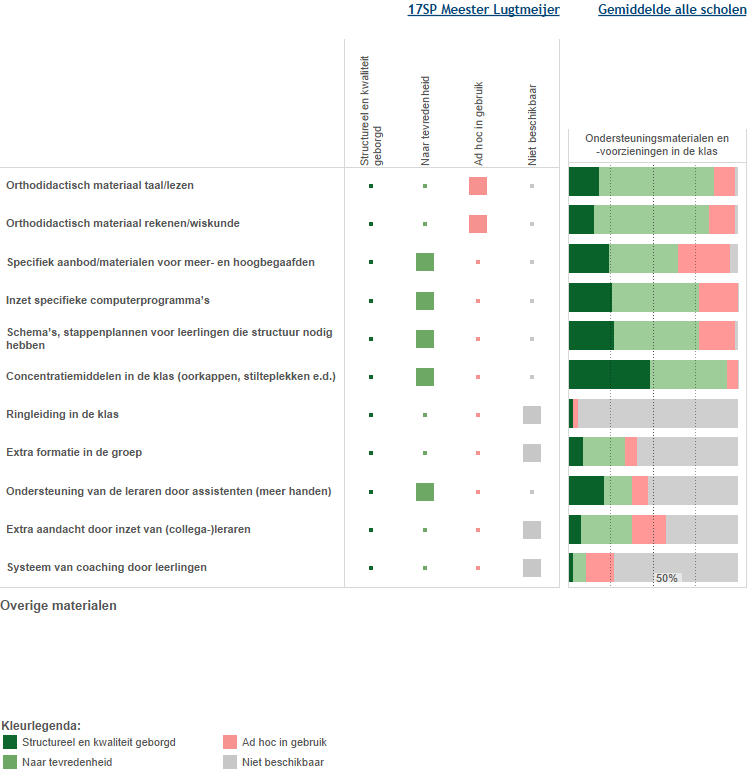 17SP Meester Lugtmeijer
Gemiddelde alle scholen
Structureel en kwaliteit
geborgd
Naar tevredenheid
Ad hoc in gebruik
Niet beschikbaar
Ondersteuningsmaterialen en
-voorzieningen in de klas
Orthodidactisch materiaal taal/lezen
Orthodidactisch materiaal rekenen/wiskunde
Specifiek aanbod/materialen voor meer- en hoogbegaafden
Inzet specifieke computerprogramma's
Schema's, stappenplannen voor leerlingen die structuur nodig
hebben
Concentratiemiddelen in de klas (oorkappen, stilteplekken e.d.)
Ringleiding in de klas
Extra formatie in de groep
Ondersteuning van de leraren door assistenten (meer handen)
Extra aandacht door inzet van (collega-)leraren
Systeem van coaching door leerlingen
50%
Overige materialen
Kleurlegenda:
Structureel en kwaliteit geborgd
Ad hoc in gebruik
Naar tevredenheid
Niet beschikbaar